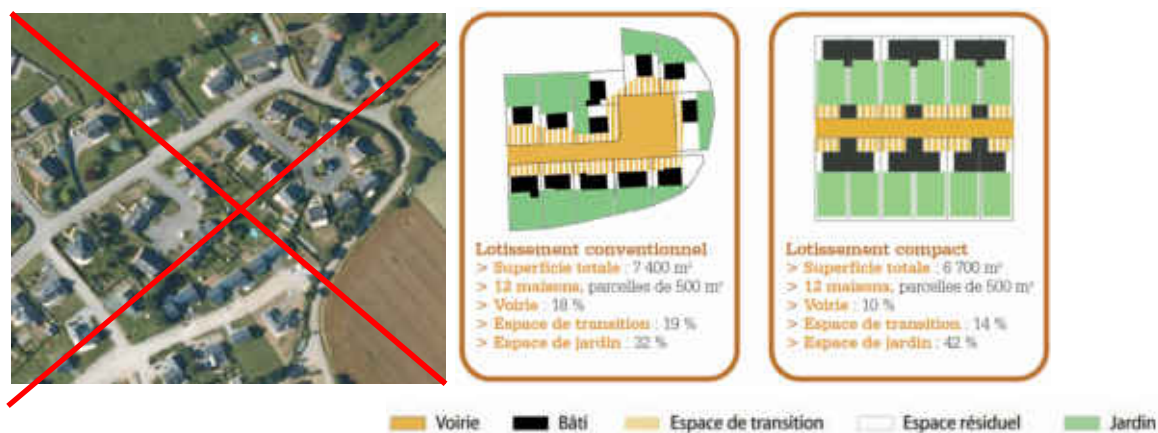 Lotissement conventionnel
> Superficie totale : 7 400 m²
> 12 maisons, parcelles de 500 m²
> Voirie : 18 %
> Espace de transition : 19 %
> Espace de jardin : 32 %
Lotissement compact
> Superficie totale : 6 700 m²
> 12 maisons, parcelles de 500 m²
> Voirie : 10 %
> Espace de transition : 14 %
> Espace de jardin : 42 %
Voirie Bâti Espace de transition Espace résiduel Jardin